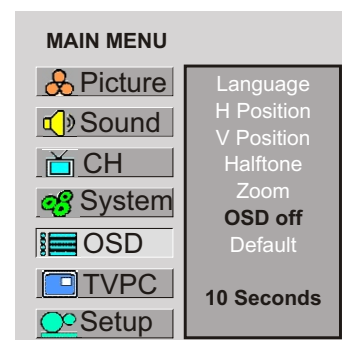 MAIN MENU
Picture
Sound
CH
System
OSD
TVPC
Setup
Language
H Position
V Position
Halftone
Zoom
OSD off
Default
10 Seconds